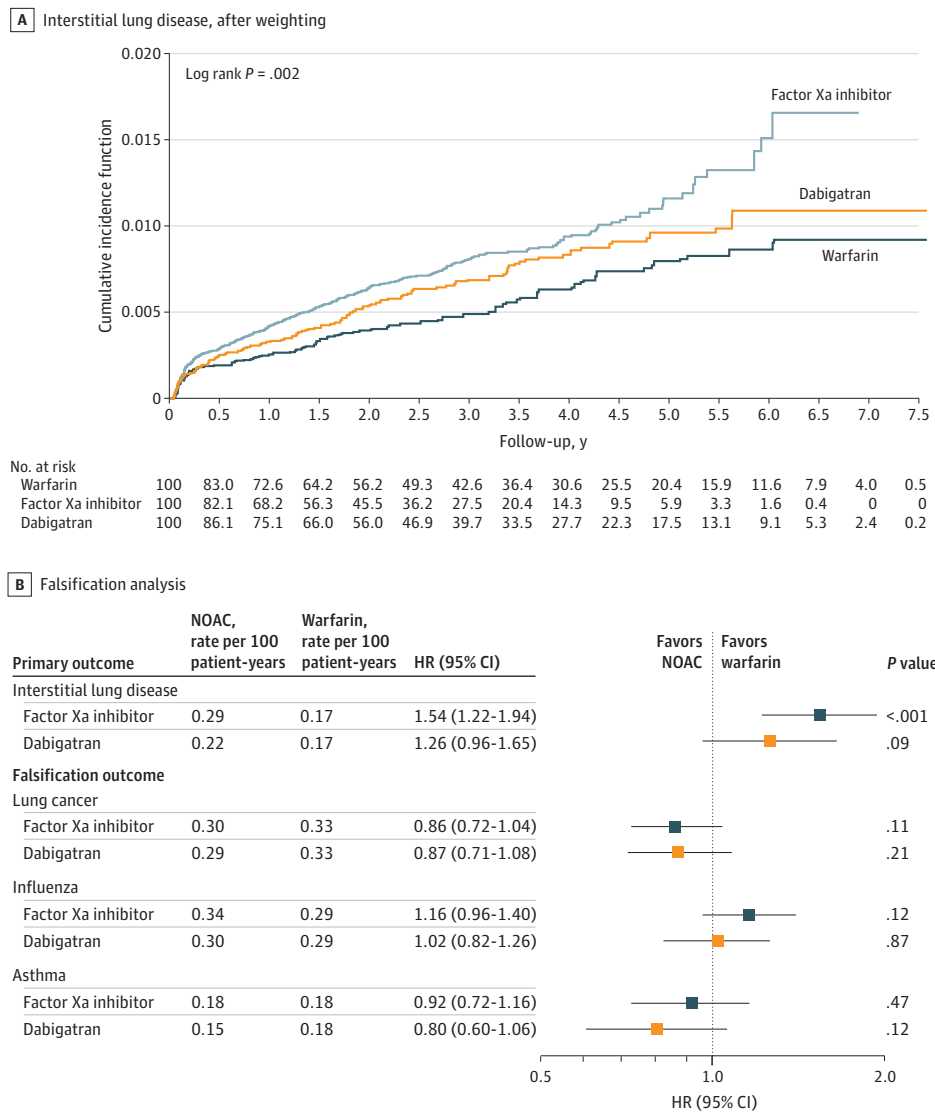 A Interstitial lung disease, after weighting
0.020
Log rank P = .002
Factor Xa inhibitor
0.015
Dabigatran
0.010
Warfarin
0.005
0
Cumulative incidence function
0 0.5 1.0 1.5 2.0 2.5 3.0 3.5 4.0 4.5 5.0 5.5 6.0 6.5 7.0 7.5
Follow-up, y
No. at risk
Warfarin 100 83.0 72.6 64.2 56.2 49.3 42.6 36.4 30.6 25.5 20.4 15.9 11.6 7.9 4.0 0.5
Factor Xa inhibitor 100 82.1 68.2 56.3 45.5 36.2 27.5 20.4 14.3 9.5 5.9 3.3 1.6 0.4 0 0
Dabigatran 100 86.1 75.1 66.0 56.0 46.9 39.7 33.5 27.7 22.3 17.5 13.1 9.1 5.3 2.4 0.2
B Falsification analysis
NOAC, Warfarin,
rate per 100 rate per 100 Favors Favors
Primary outcome patient-years patient-years HR (95% CI) NOAC warfarin P value
Interstitial lung disease
Factor Xa inhibitor 0.29 0.17 1.54 (1.22-1.94) <.001
Dabigatran 0.22 0.17 1.26 (0.96-1.65) .09
Falsification outcome
Lung cancer
Factor Xa inhibitor 0.30 0.33 0.86 (0.72-1.04) .11
Dabigatran 0.29 0.33 0.87 (0.71-1.08) .21
Influenza
Factor Xa inhibitor 0.34 0.29 1.16 (0.96-1.40) .12
Dabigatran 0.30 0.29 1.02 (0.82-1.26) .87
Asthma
Factor Xa inhibitor 0.18 0.18 0.92 (0.72-1.16) .47
Dabigatran 0.15 0.18 0.80 (0.60-1.06) .12
0.5 1.0 2.0
HR (95% CI)